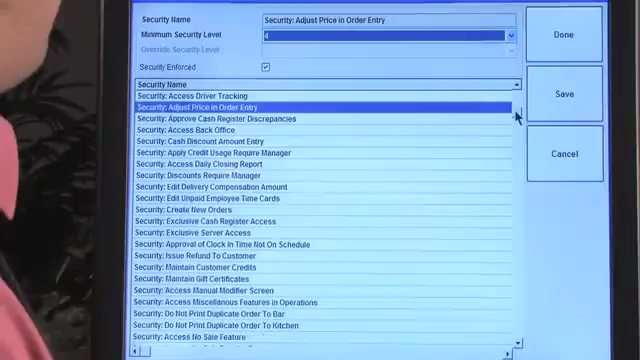 Security Name
Security: Adjust Price in Order Entry
Minimum Security Level
Override Security Level
Security Enforced
Done
Save
Cancel
Security Name
Security: Access Driver Tracking
Security: Adjust Price in Order Entry
Security: Approve Cash Register Discrepancies
Security: Access Back Office
Security: Cash Discount Amount Entry
Security: Apply Credit Usage Require Manager
Security: Access Daily Closing Report
Security: Discounts Require Manager
Security: Edit Delivery Compensation Amount
Security: Edit Unpaid Employee Time Cards
Security: Create New Orders
Security: Exclusive Cash Register Access
Security: Exclusive Server Access
Security: Approval of Clock In Time Not On Schedule
Security: Issue Refund To Customer
Security: Maintain Customer Credits
Security: Maintain Gift Certificates
Security: Access Manual Modifier Screen
Security: Access Miscellaneous Features in Operations
Security: Do Not Print Duplicate Order To Bar
Security: Do Not Print Duplicate Order To Kitchen
Security: Access No Sale Feature